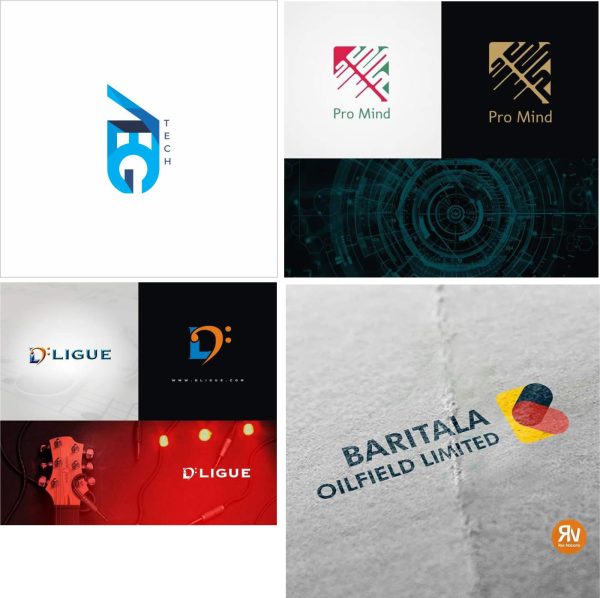 TECH
Pro Mind
Pro Mind
D:LIGUE
WWW.DLIGUE.COM
D:LIGUE
BARITALA
OILFIELD LIMITED